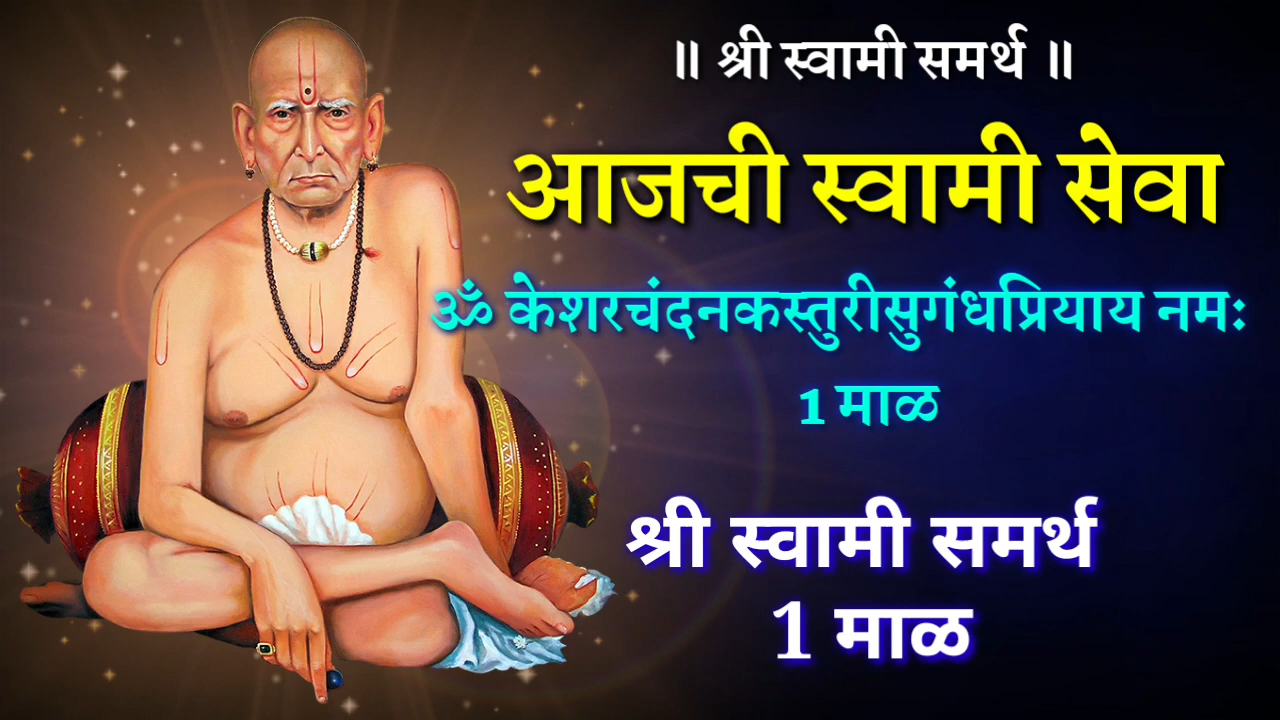 ॥ श्री स्वामी समर्थ ॥
आजची स्वामी सेवा
ॐ केशरचंदनकस्तुरीसुगंधप्रियाय नमः
1 माळ
श्री स्वामी समर्थ
1 माळ